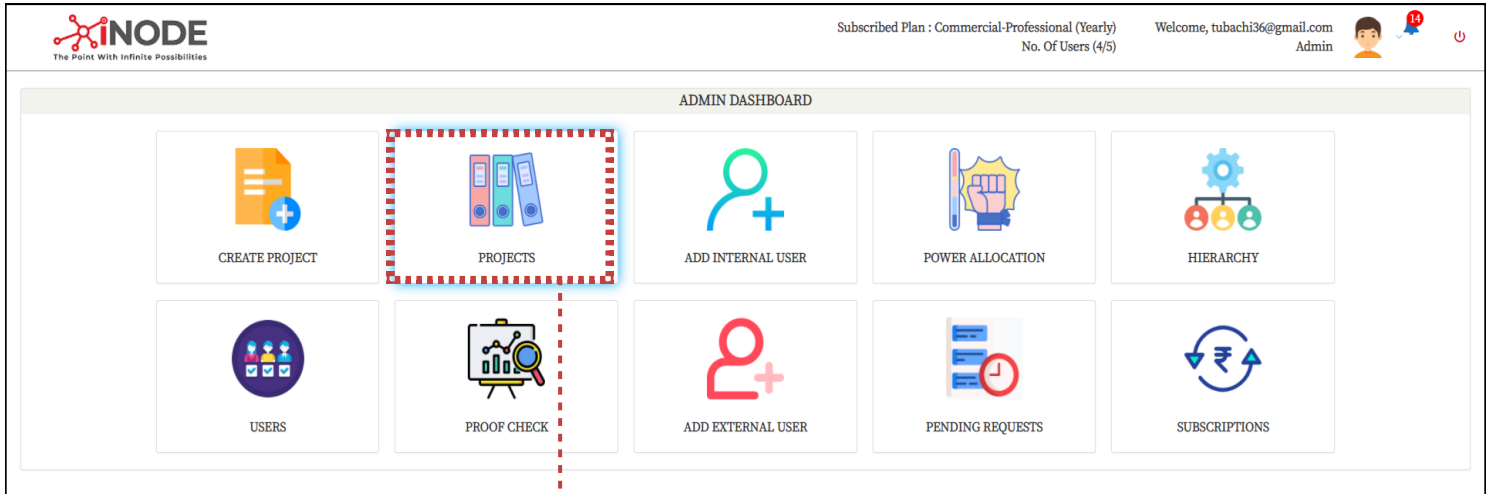 iNODE
The Point With Infinite Possibilities
Subscribed Plan : Commercial-Professional (Yearly)
No. Of Users (4/5)
Welcome, tubachi36@gmail.com
Admin
14
ADMIN DASHBOARD
CREATE PROJECT
PROJECTS
ADD INTERNAL USER
POWER ALLOCATION
HIERARCHY
USERS
PROOF CHECK
ADD EXTERNAL USER
PENDING REQUESTS
₹
SUBSCRIPTIONS